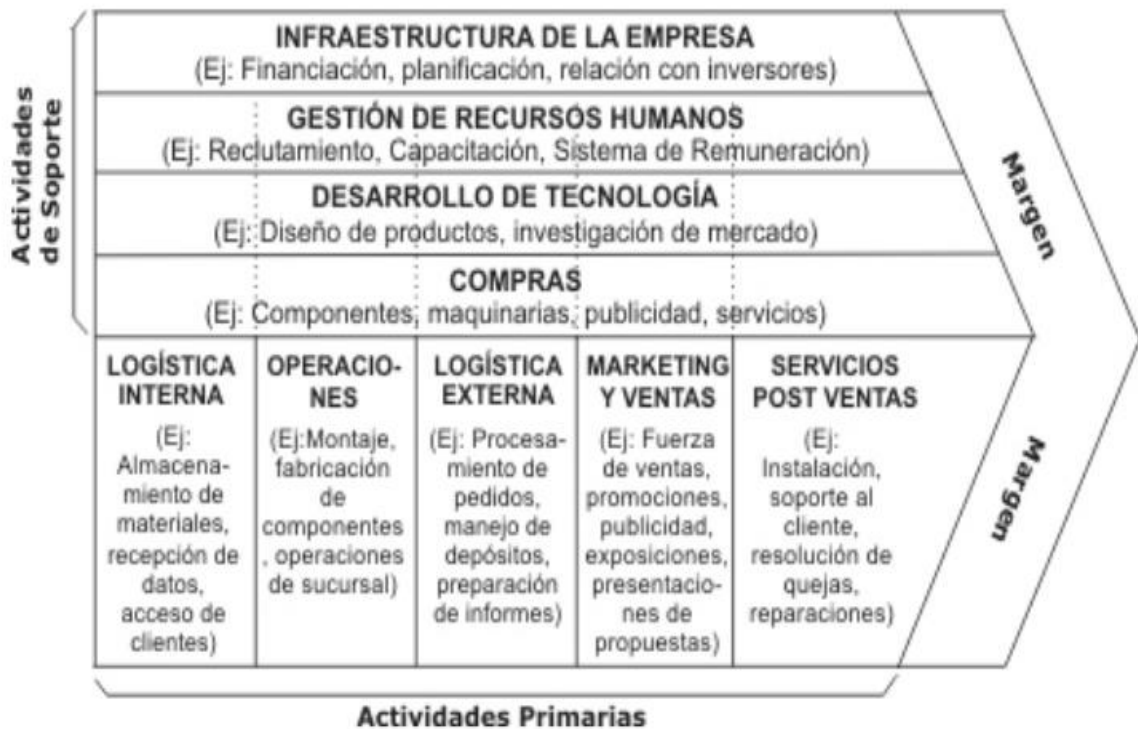 Actividades
de Soporte
INFRAESTRUCTURA DE LA EMPRESA
(Ej: Financiación, planificación, relación con inversores)
GESTIÓN DE RECURSOS HUMANOS
(Ej: Reclutamiento, Capacitación, Sistema de Remuneración)
DESARROLLO DE TECNOLOGÍA
(Ej: Diseño de productos, investigación de mercado)
COMPRAS
(Ej: Componentes, maquinarias, publicidad, servicios)
LOGÍSTICA
INTERNA
(Ej:
Almacena-
miento de
materiales,
recepción de
datos,
acceso de
clientes)
OPERACIO-
NES
(Ej:Montaje,
fabricación
de
componentes
, operaciones
de sucursal)
LOGÍSTICA
EXTERNA
(Ej: Procesa-
miento de
pedidos,
manejo de
depósitos,
preparación
de informes)
MARKETING
Y VENTAS
(Ej: Fuerza
de ventas,
promociones,
publicidad,
exposiciones,
presentacio-
nes de
propuestas)
SERVICIOS
POST VENTAS
(Ej:
Instalación,
soporte al
cliente,
resolución de
quejas,
reparaciones)
Margen
Margen
Actividades Primarias